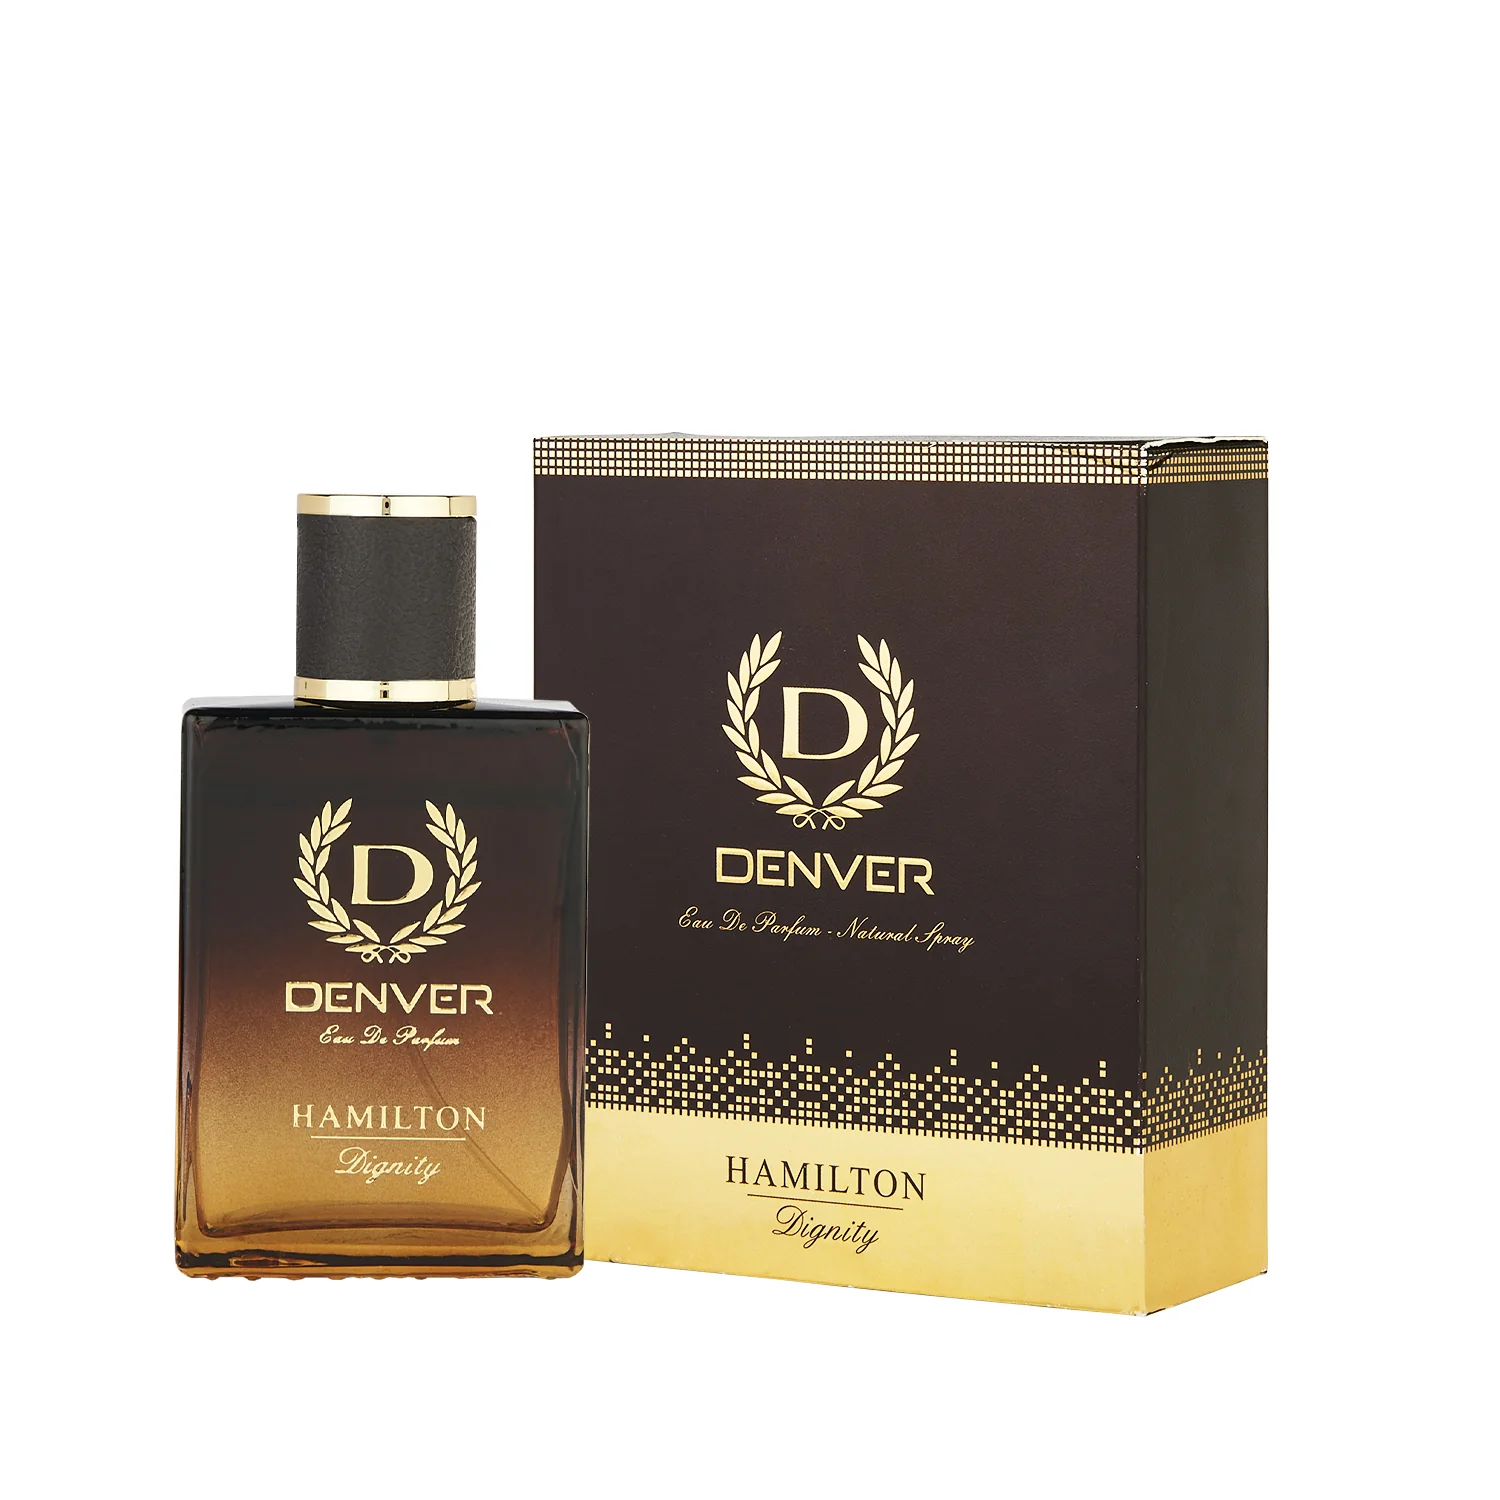 D
DENVER
Eau De Parfum
HAMILTON
Dignity
D
DENVER
Eau De Parfum - Natural Spray
HAMILTON
Dignity